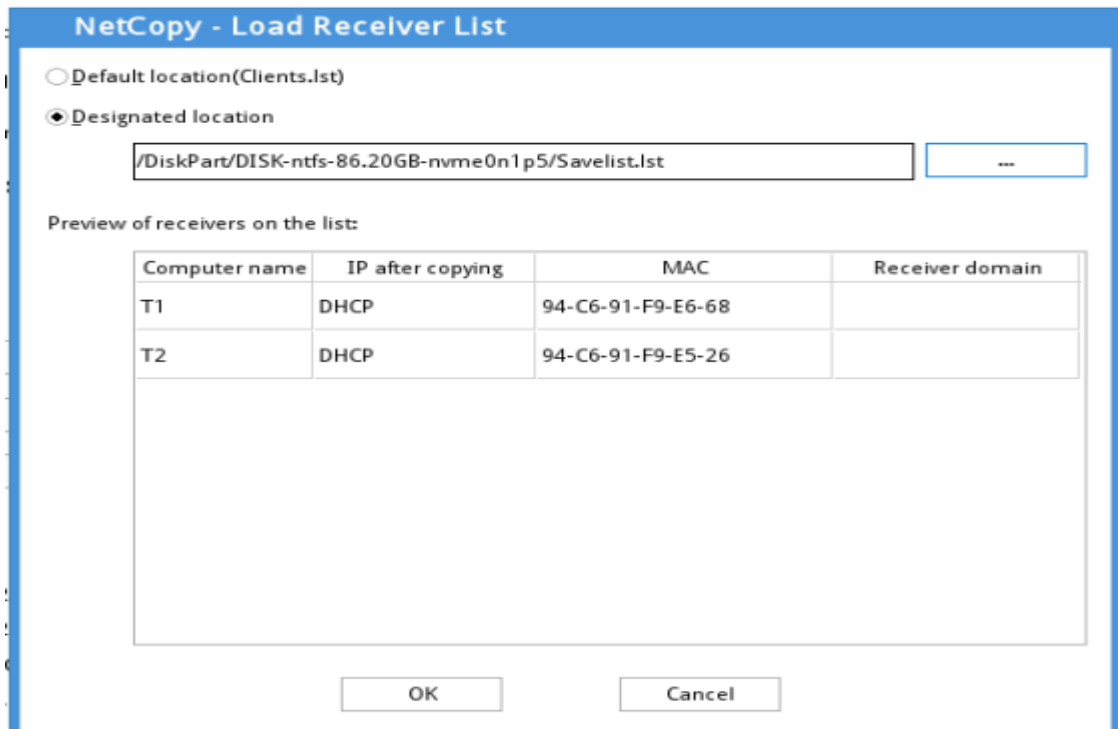 NetCopy - Load Receiver List
Default location(Clients.lst)
Designated location
/DiskPart/DISK-ntfs-86.20GB-nvme0n1p5/Savelist.lst ...
Preview of receivers on the list:
Computer name IP after copying MAC Receiver domain
T1 DHCP 94-C6-91-F9-E6-68
T2 DHCP 94-C6-91-F9-E5-26
OK Cancel